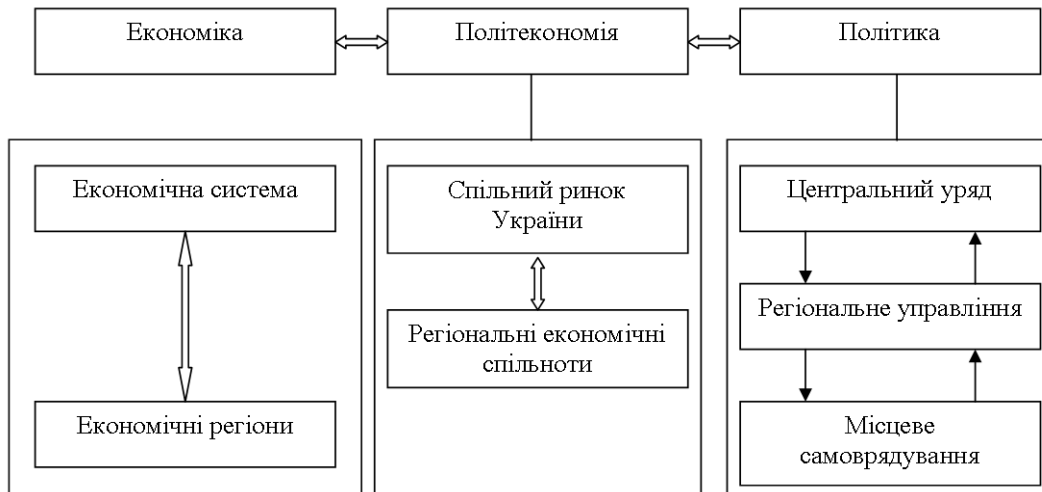 Економіка
Політекономія
Політика
Економічна система
Економічні регіони
Спільний ринок
України
Регіональні економічні
спільноти
Центральний уряд
Регіональне управління
Місцеве
самоврядування